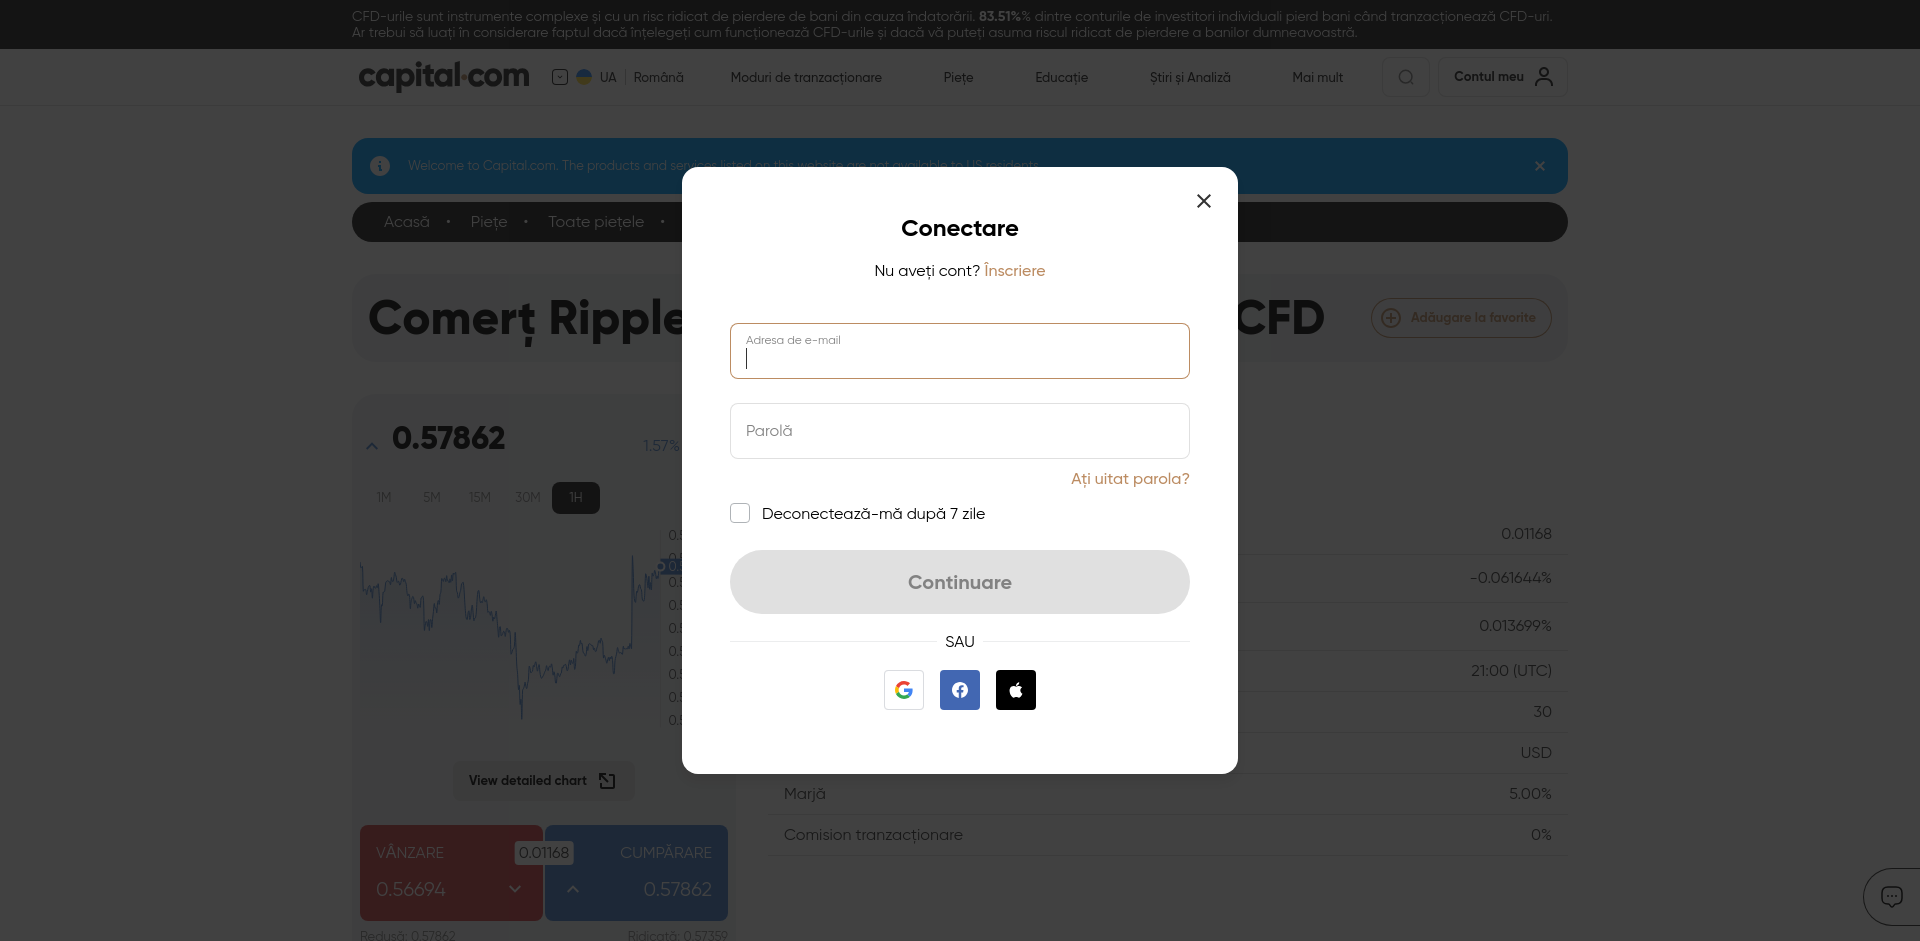 CFD-urile sunt instrumente complexe și cu un risc ridicat de pierdere de bani din cauza îndatorării. 83.51%% dintre conturile de investitori individuali pierd bani când tranzacționează CFD-uri.
Ar trebui să luați în considerare faptul dacă înțelegeți cum funcționează CFD-urile și dacă vă puteți asuma riscul ridicat de pierdere a banilor dumneavoastră.
capital.com
UA | Română
Moduri de tranzacționare
Piețe
Educație
Știri și Analiză
Mai mult
Contul meu
Welcome to Capital.com. The products and services listed on this website are not available to US residents.
Acasă • Piețe • Toate piețele •
Conectare
Nu aveți cont? Înscriere
Comerț Ripple
CFD
Adăugare la favorite
Adresa de e-mail
0.57862
1.57%
Parolă
Ați uitat parola?
1M 5M 15M 30M 1H
Deconectează-mă după 7 zile
0.01168
-0.061644%
Continuare
0.013699%
SAU
21:00 (UTC)
30
USD
View detailed chart
Marjă 5.00%
Comision tranzacționare 0%
VÂNZARE 0.01168 CUMPĂRARE
0.56694 0.57862
Redusă: 0.57862 Ridicată: 0.57359